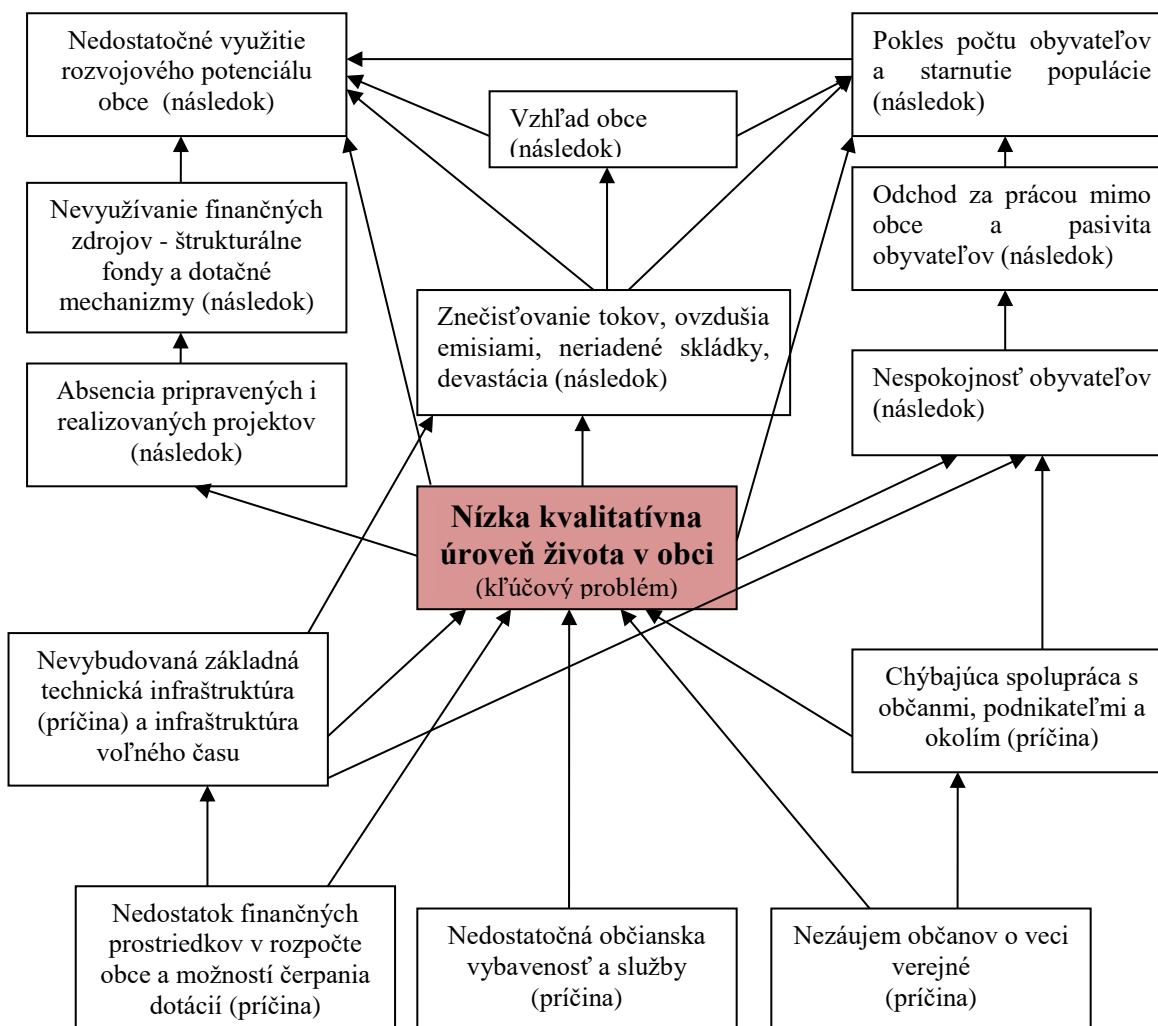 Nedostatočné využitie
rozvojového potenciálu
obce (následok)
Pokles počtu obyvateľov
a starnutie populácie
(následok)
Vzhľad obce
(následok)
Nevyužívanie finančných
zdrojov - štrukturálne
fondy a dotačné
mechanizmy (následok)
Odchod za prácou mimo
obce a pasivita
obyvateľov (následok)
Znečisťovanie tokov, ovzdušia
emisiami, neriadené skládky,
devastácia (následok)
Absencia pripravených i
realizovaných projektov
(následok)
Nespokojnosť obyvateľov
(následok)
Nízka kvalitatívna
úroveň života v obci
(kľúčový problém)
Nevybudovaná základná
technická infraštruktúra
(príčina) a infraštruktúra
voľného času
Chýbajúca spolupráca s
občanmi, podnikateľmi a
okolím (príčina)
Nedostatok finančných
prostriedkov v rozpočte
obce a možností čerpania
dotácií (príčina)
Nedostatočná občianska
vybavenosť a služby
(príčina)
Nezáujem občanov o veci
verejné
(príčina)